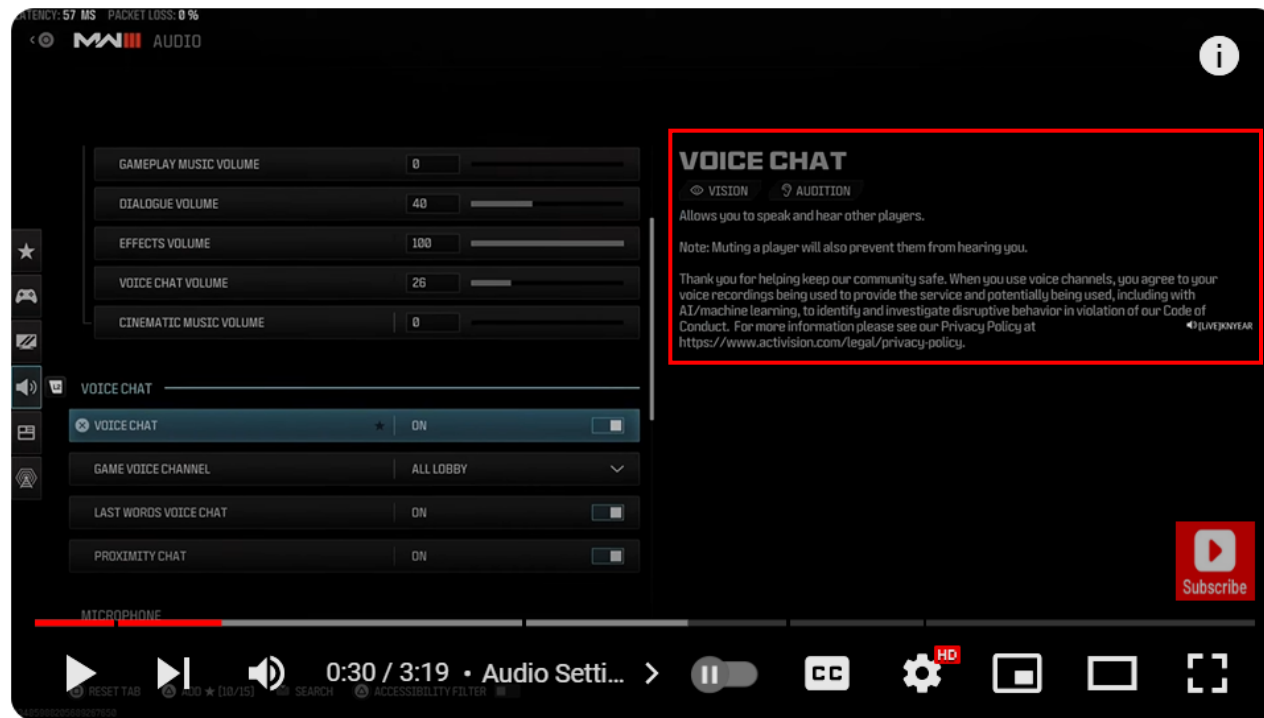 LATENCY: 57 MS PACKET LOSS: 0 %
MWIII AUDIO
i
GAMEPLAY MUSIC VOLUME 0
DIALOGUE VOLUME 40
EFFECTS VOLUME 100
VOICE CHAT VOLUME 26
CINEMATIC MUSIC VOLUME 0
VOICE CHAT
VISION AUDITION
Allows you to speak and hear other players.
Note: Muting a player will also prevent them from hearing you.
Thank you for helping keep our community safe. When you use voice channels, you agree to your
voice recordings being used to provide the service and potentially being used, including with
AI/machine learning, to identify and investigate disruptive behavior in violation of our Code of
Conduct. For more information please see our Privacy Policy at
https://www.activision.com/legal/privacy-policy.
[LIVE]KNYEAR
L2 VOICE CHAT
VOICE CHAT ON
GAME VOICE CHANNEL ALL LOBBY
LAST WORDS VOICE CHAT ON
PROXIMITY CHAT ON
MICROPHONE
Subscribe
0:30 / 3:19 • Audio Setti... CC HD
RESET TAB ADD ★ [10/15] SEARCH ACCESSIBILITY FILTER